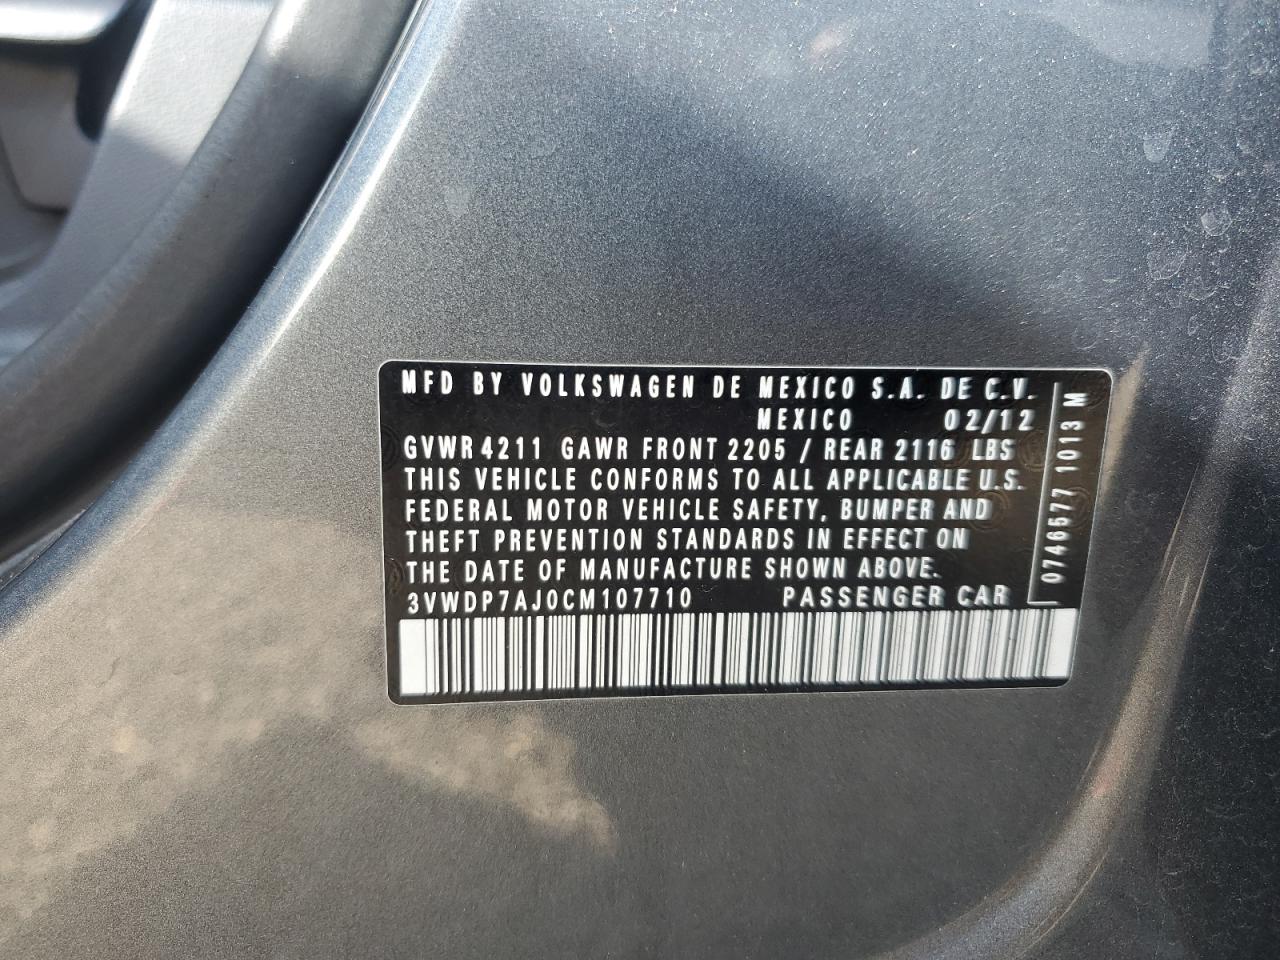 MFD BY VOLKSWAGEN DE MEXICO S.A. DE C.V.
MEXICO 02/12
GVWR 4211 GAWR FRONT 2205 / REAR 2116 LBS
THIS VEHICLE CONFORMS TO ALL APPLICABLE U.S.
FEDERAL MOTOR VEHICLE SAFETY, BUMPER AND
THEFT PREVENTION STANDARDS IN EFFECT ON
THE DATE OF MANUFACTURE SHOWN ABOVE.
3VWDP7AJ0CM107710 PASSENGER CAR
0746577 1013 M